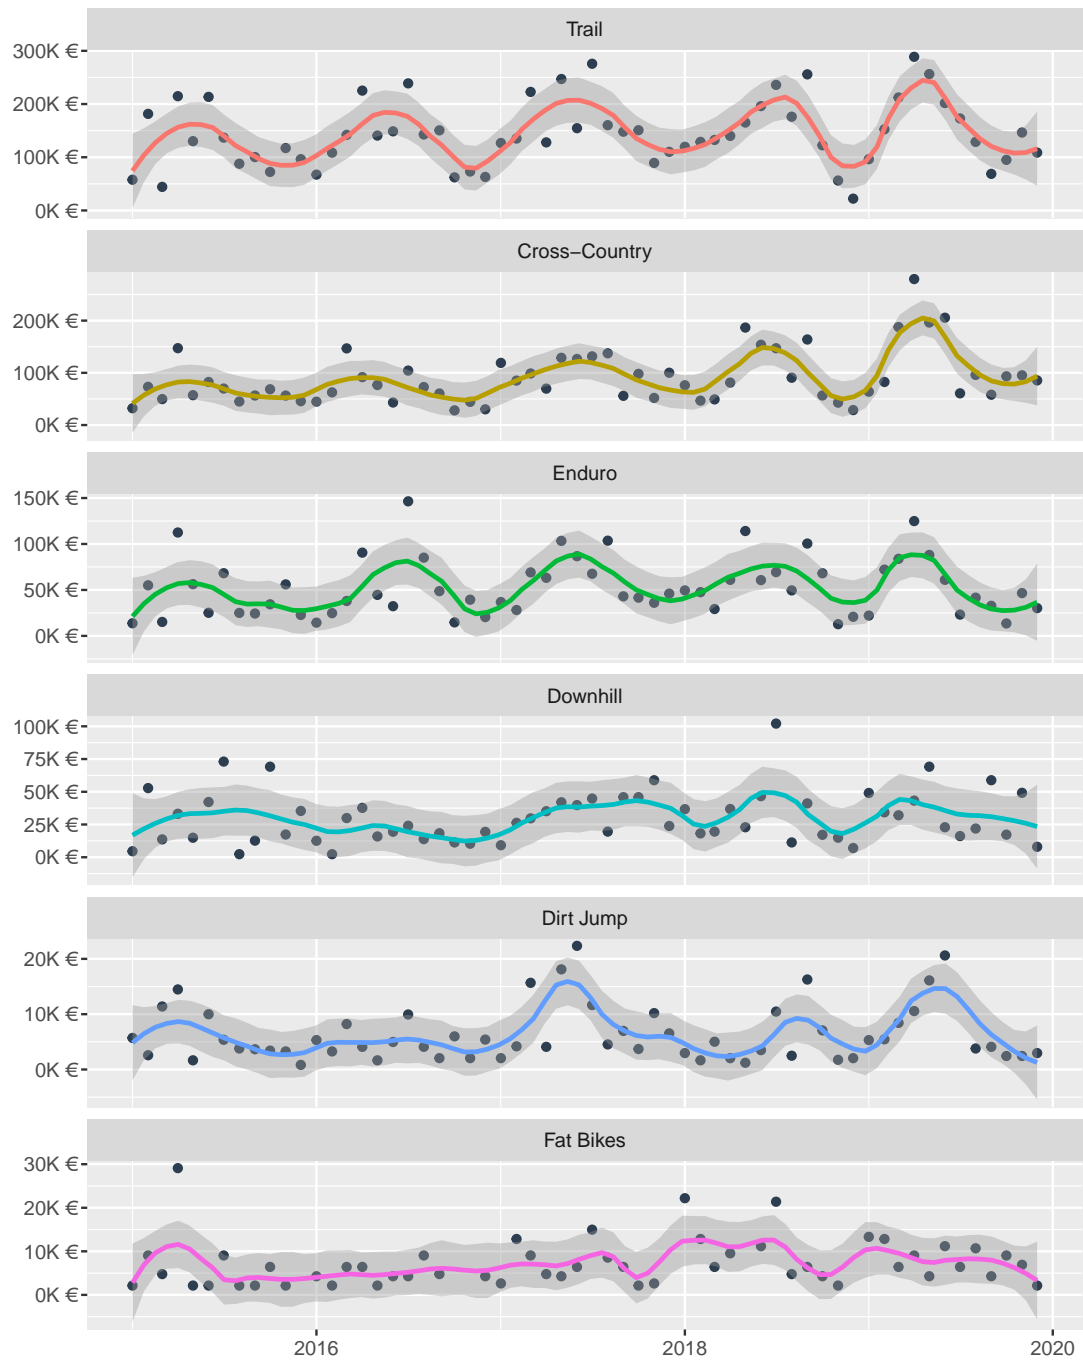 Trail
300K €
200K €
100K €
0K €
Cross−Country
200K €
100K €
0K €
Enduro
150K €
100K €
50K €
0K €
Downhill
100K €
75K €
50K €
25K €
0K €
Dirt Jump
20K €
10K €
0K €
Fat Bikes
30K €
20K €
10K €
0K €
2016 2018 2020